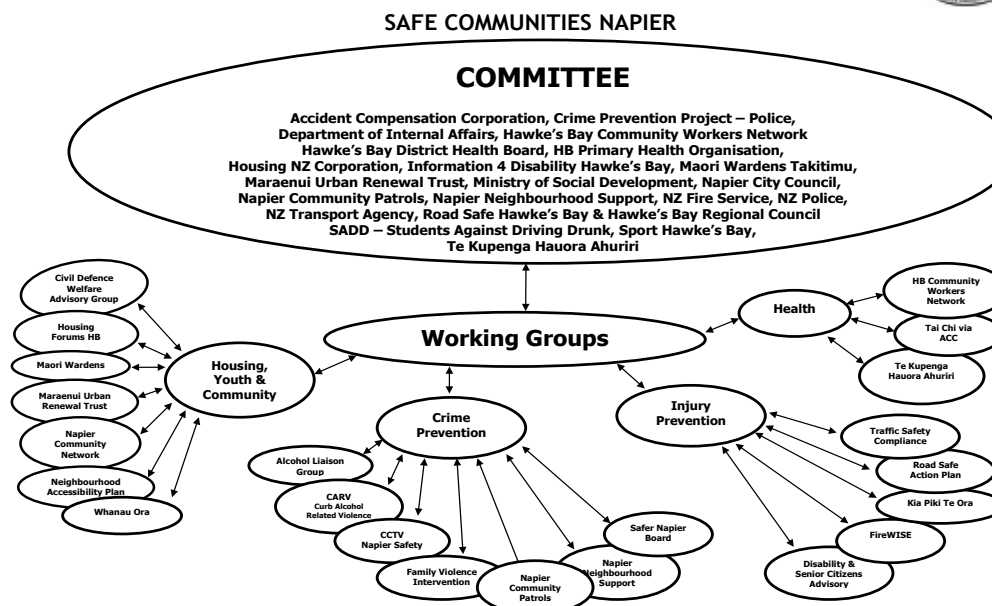 SAFE COMMUNITIES NAPIER
COMMITTEE
Accident Compensation Corporation, Crime Prevention Project – Police,
Department of Internal Affairs, Hawke's Bay Community Workers Network
Hawke's Bay District Health Board, HB Primary Health Organisation,
Housing NZ Corporation, Information 4 Disability Hawke's Bay, Maori Wardens Takitimu,
Maraenui Urban Renewal Trust, Ministry of Social Development, Napier City Council,
Napier Community Patrols, Napier Neighbourhood Support, NZ Fire Service, NZ Police,
NZ Transport Agency, Road Safe Hawke's Bay & Hawke's Bay Regional Council
SADD – Students Against Driving Drunk, Sport Hawke's Bay,
Te Kupenga Hauora Ahuriri
Working Groups
Housing,
Youth &
Community
Civil Defence
Welfare
Advisory Group
Housing
Forums HB
Maori Wardens
Maraenui Urban
Renewal Trust
Napier
Community
Network
Neighbourhood
Accessibility Plan
Whanau Ora
Crime
Prevention
Alcohol Liaison
Group
CARV
Curb Alcohol
Related Violence
CCTV
Napier Safety
Family Violence
Intervention
Napier
Community
Patrols
Napier
Neighbourhood
Support
Safer Napier
Board
Injury
Prevention
Traffic Safety
Compliance
Road Safe
Action Plan
Kia Piki Te Ora
FireWISE
Disability &
Senior Citizens
Advisory
Health
HB Community
Workers
Network
Tai Chi via
ACC
Te Kupenga
Hauora Ahuriri